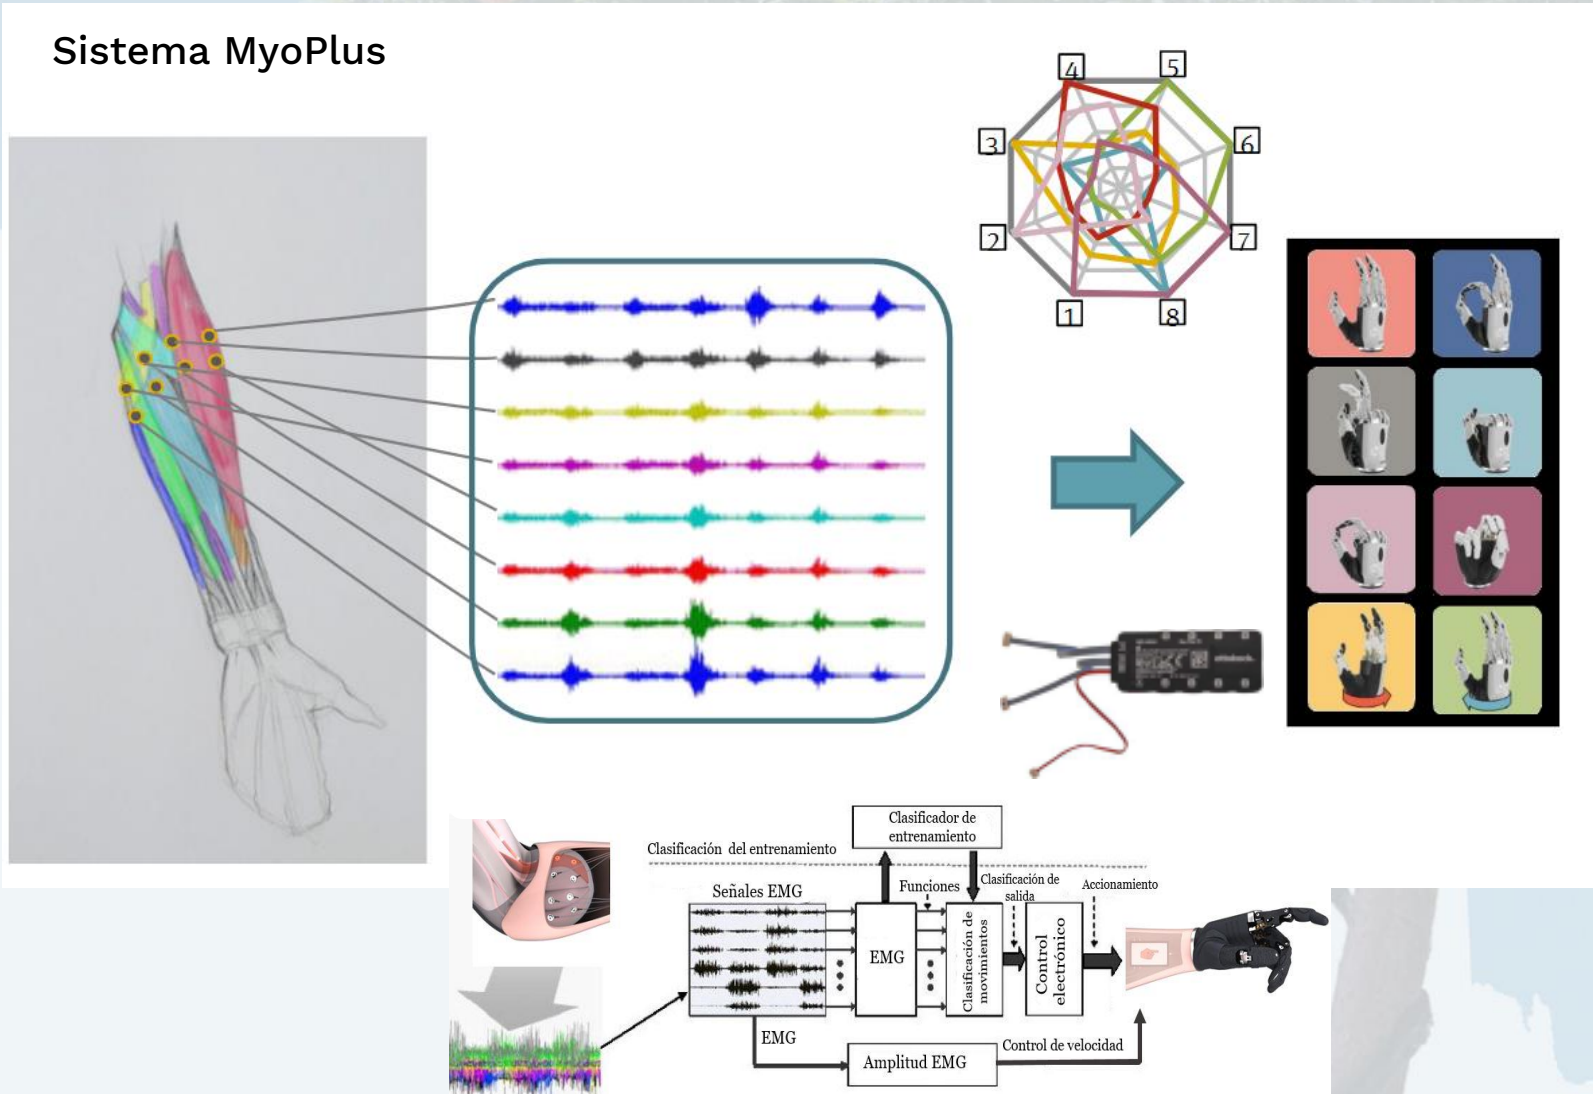 Sistema MyoPlus
4
5
3
6
2
7
1
8
Clasificador de
entrenamiento
Clasificación del entrenamiento
Señales EMG
Funciones
Clasificación de
salida
Accionamiento
EMG
Clasificación de
movimientos
Control
electrónico
EMG
Amplitud EMG
Control de velocidad